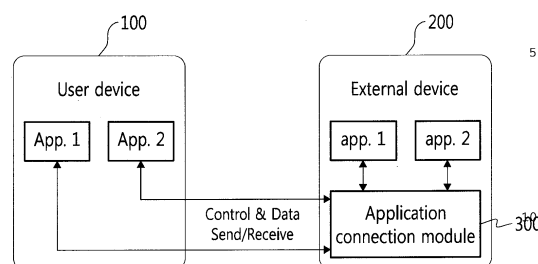 100
200
5
User device
External device
App. 1
App. 2
app. 1
app. 2
Control & Data
Send/Receive
Application
connection module
300
10